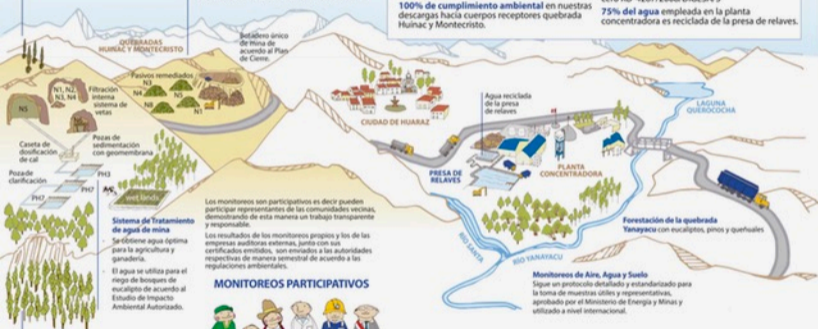 100% de cumplimiento ambiental en nuestras
descargas hacia cuerpos receptores quebrada
Huinac y Montecristo.
75% del agua empleada en la planta
concentradora es reciclada de la presa de relaves.
QUEBRADAS
HUINAC Y MONTECRISTO
Botadero único
de mina de
acuerdo al Plan
de Cierre.
Pasivos remediados
N3
N4
N5
N8
N1
N1, N2,
N3, N4
N5
Filtración
interna
sistema de
vetas
Caseta de
dosificación
de cal
Pozas de
sedimentación
con geomembrana
Poza de
clarificación
PH3
PH7
PH7
wet lands
CIUDAD DE HUARAZ
Agua reciclada
de la presa
de relaves
LAGUNA
QUEROCOCHA
PRESA DE
RELAVES
PLANTA
CONCENTRADORA
Sistema de Tratamiento
de agua de mina
Se obtiene agua óptima
para la agricultura y
ganadería.
El agua se utiliza para el
riego de bosques de
eucalipto de acuerdo al
Estudio de Impacto
Ambiental Autorizado.
Los monitoreos son participativos es decir pueden
participar representantes de las comunidades vecinas,
demostrando de esta manera un trabajo transparente
y responsable.
Los resultados de los monitoreos propios y los de las
empresas auditoras externas, junto con sus
certificados emitidos, son enviados a las autoridades
respectivas de manera semestral de acuerdo a las
regulaciones ambientales.
MONITOREOS PARTICIPATIVOS
RÍO SANTA
RÍO YANAYACU
Forestación de la quebrada
Yanayacu con eucaliptos, pinos y quehuales.
Monitoreos de Aire, Agua y Suelo
Sigue un protocolo detallado y estandarizado para
la toma de muestras útiles y representativas,
aprobado por el Ministerio de Energía y Minas y
utilizado a nivel internacional.